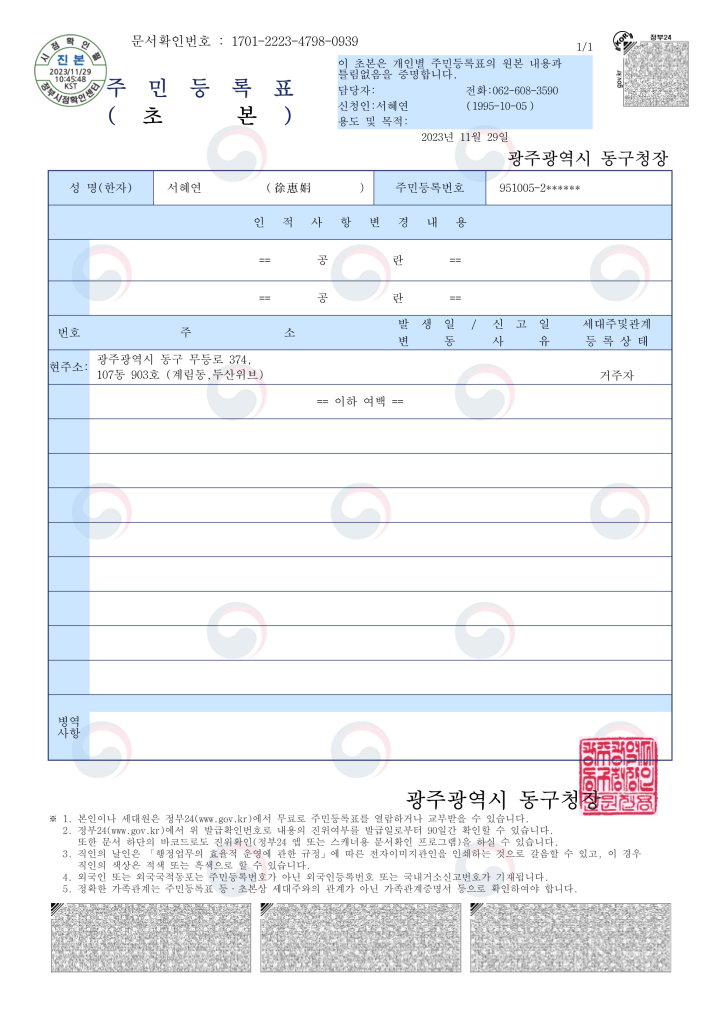 문서확인번호 : 1701-2223-4798-0939
1/1
시점확인필
진본
2023/11/29
10:45:48
KST
정부시점확인센터
정부24
KOR
gov.kr
주 민 등 록 표
( 초 본 )
이 초본은 개인별 주민등록표의 원본 내용과
틀림없음을 증명합니다.
담당자: 전화:062-608-3590
신청인:서혜연 (1995-10-05 )
용도 및 목적:
2023년 11월 29일
광주광역시 동구청장
성 명(한자) 서혜연 (徐惠娟 ) 주민등록번호 951005-2******
인 적 사 항 변 경 내 용
== 공 란 ==
== 공 란 ==
번호 주 소 발 생 일 / 신 고 일 세대주및관계
변 동 사 유 등 록 상 태
현주소: 광주광역시 동구 무등로 374,
107동 903호 (계림동,두산위브) 거주자
== 이하 여백 ==
병역
사항
광주광역시 동구청장
※ 1. 본인이나 세대원은 정부24(www.gov.kr)에서 무료로 주민등록표를 열람하거나 교부받을 수 있습니다.
2. 정부24(www.gov.kr)에서 위 발급확인번호로 내용의 진위여부를 발급일로부터 90일간 확인할 수 있습니다.
또한 문서 하단의 바코드로도 진위확인(정부24 앱 또는 스케너용 문서확인 프로그램)을 하실 수 있습니다.
3. 직인의 날인은 「행정업무의 효율적 운영에 관한 규정」에 따른 전자이미지관인을 인쇄하는 것으로 갈음할 수 있고, 이 경우
직인의 색상은 적색 또는 흑색으로 할 수 있습니다.
4. 외국인 또는 외국국적동포는 주민등록번호가 아닌 외국인등록번호 또는 국내거소신고번호가 기재됩니다.
5. 정확한 가족관계는 주민등록표 등·초본상 세대주와의 관계가 아닌 가족관계증명서 등으로 확인하여야 합니다.